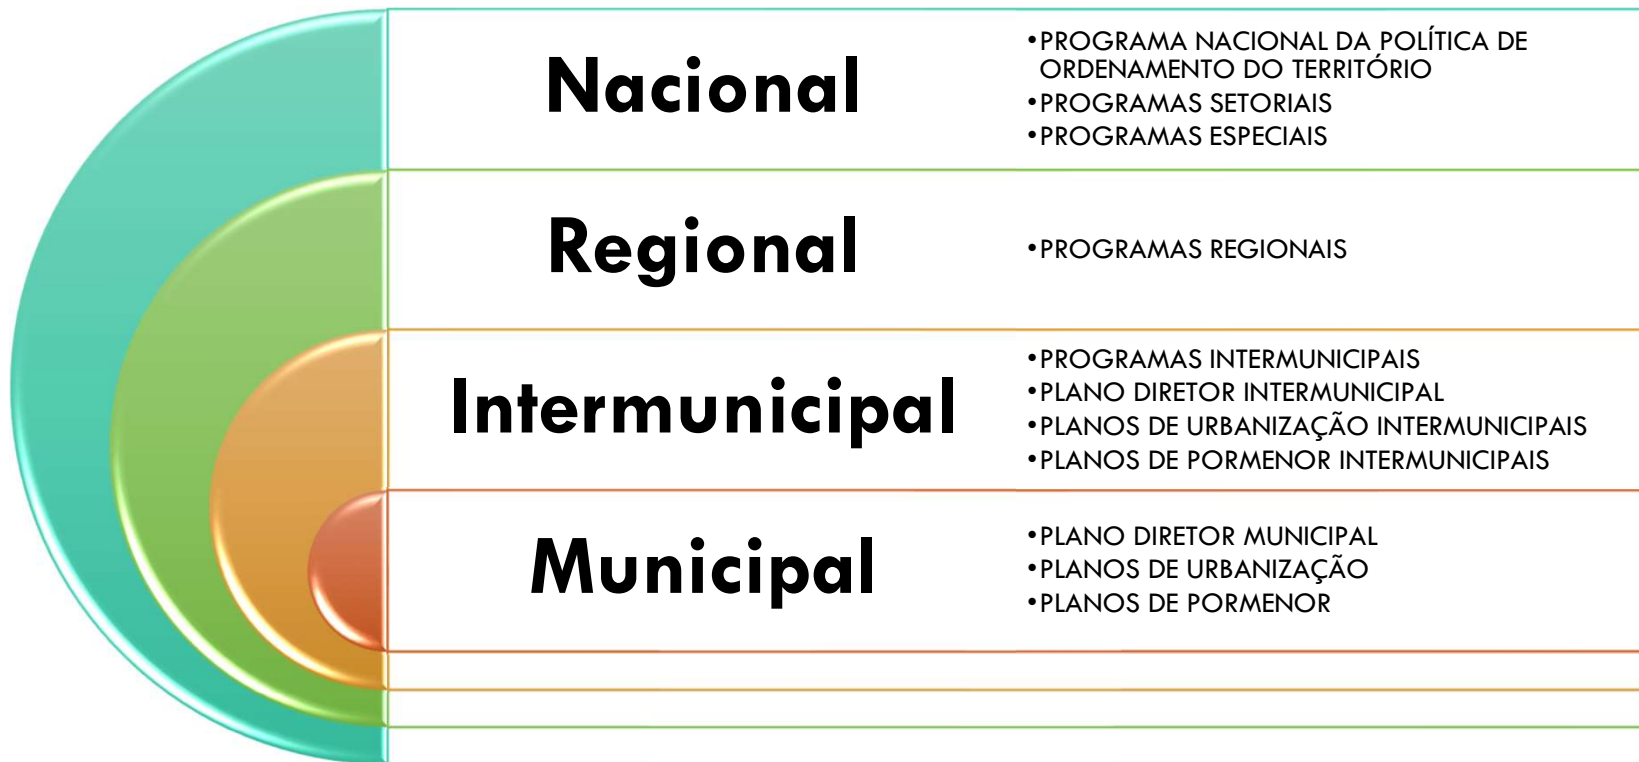 Nacional
•PROGRAMA NACIONAL DA POLÍTICA DE
ORDENAMENTO DO TERRITÓRIO
•PROGRAMAS SETORIAIS
•PROGRAMAS ESPECIAIS
Regional
•PROGRAMAS REGIONAIS
Intermunicipal
•PROGRAMAS INTERMUNICIPAIS
•PLANO DIRETOR INTERMUNICIPAL
•PLANOS DE URBANIZAÇÃO INTERMUNICIPAIS
•PLANOS DE PORMENOR INTERMUNICIPAIS
Municipal
•PLANO DIRETOR MUNICIPAL
•PLANOS DE URBANIZAÇÃO
•PLANOS DE PORMENOR